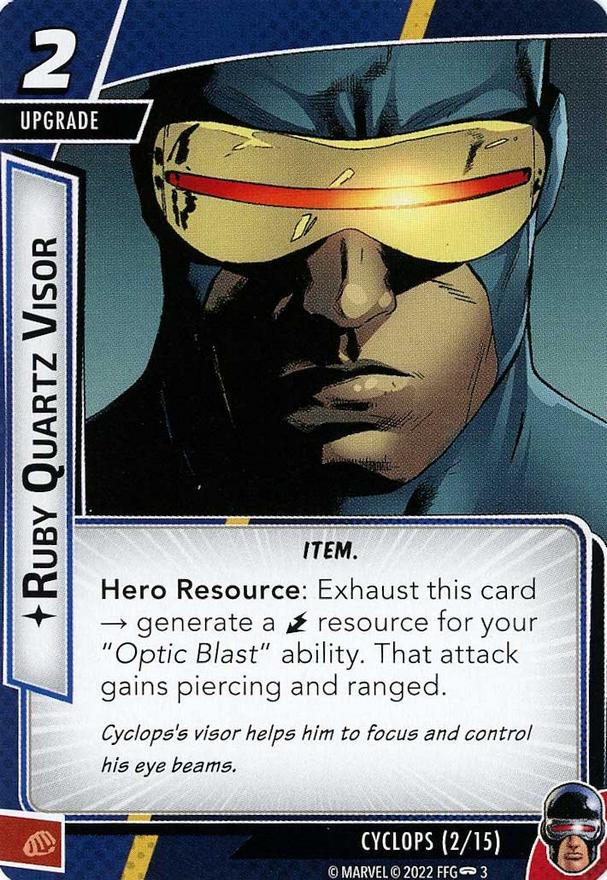 2
UPGRADE
RUBY QUARTZ VISOR
ITEM.
Hero Resource: Exhaust this card
→ generate a resource for your
"Optic Blast" ability. That attack
gains piercing and ranged.
Cyclops's visor helps him to focus and control
his eye beams.
CYCLOPS (2/15)
© MARVEL © 2022 FFG 3